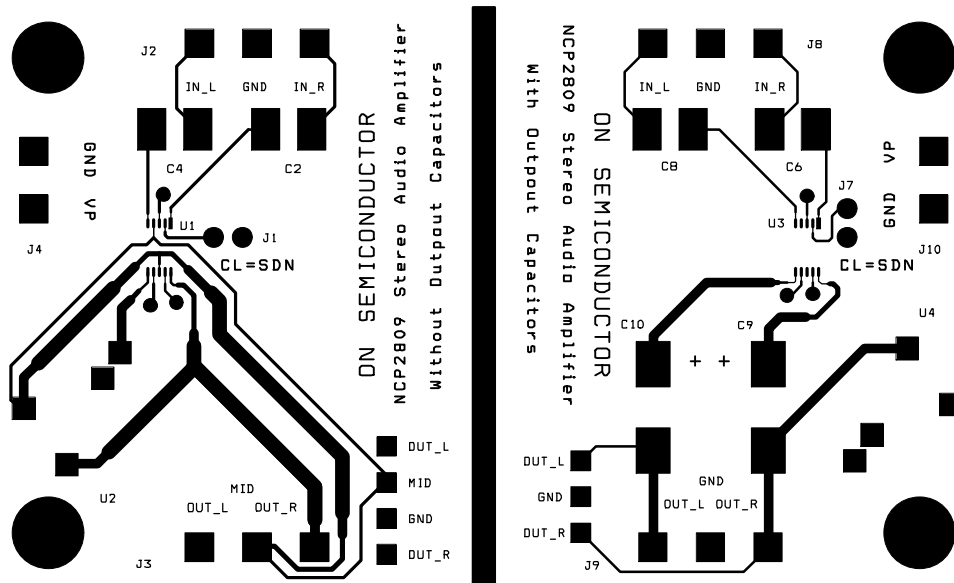 J2
IN_L GND IN_R
C4
C2
GND
VP
J4
U1
J1
CL=SDN
ON SEMICONDUCTOR
NCP2809 Stereo Audio Amplifier
Without Output Capacitors
U2
MID
OUT_L OUT_R
J3
OUT_L
MID
GND
OUT_R
With Outpout Capacitors
NCP2809 Stereo Audio Amplifier
ON SEMICONDUCTOR
J8
IN_L GND IN_R
C8
C6
VP
GND
J7
U3
J10
CL=SDN
C10
C9
U4
+ +
OUT_L
GND
OUT_R
GND
OUT_L OUT_R
J9